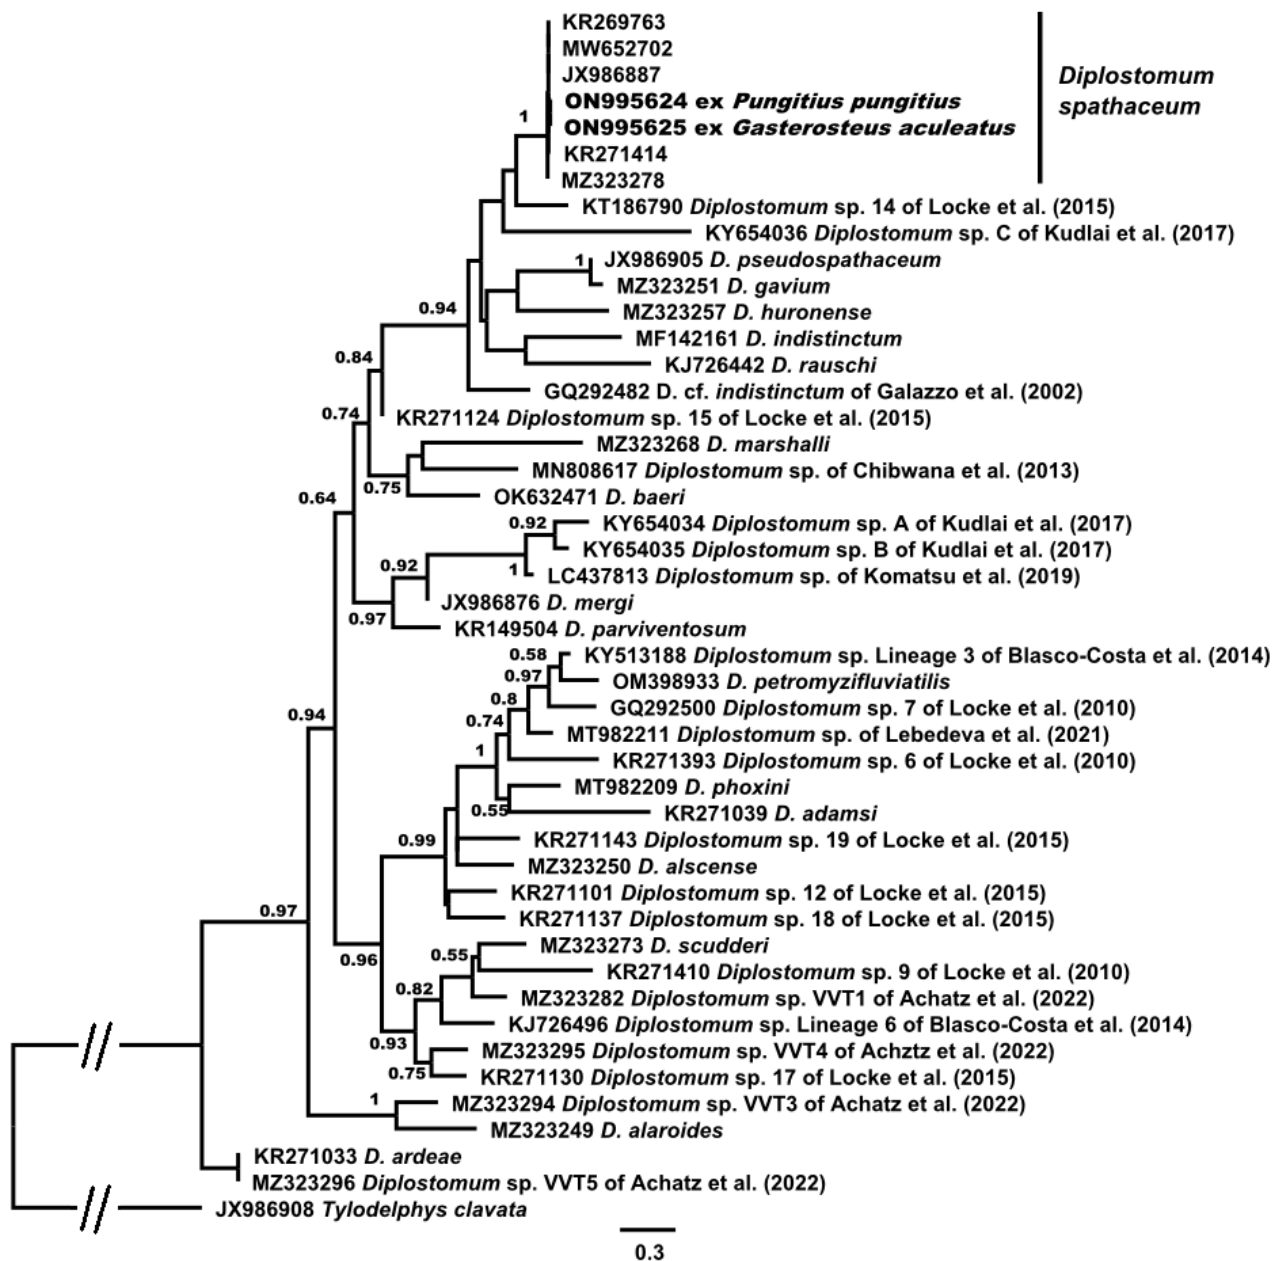 KR269763
MW652702
JX986887
Diplostomum
spathaceum
ON995624 ex Pungitius pungitius
1
ON995625 ex Gasterosteus aculeatus
KR271414
MZ323278
KT186790 Diplostomum sp. 14 of Locke et al. (2015)
KY654036 Diplostomum sp. C of Kudlai et al. (2017)
1
JX986905 D. pseudospathaceum
MZ323251 D. gavium
0.94
MZ323257 D. huronense
MF142161 D. indistinctum
0.84
KJ726442 D. rauschi
GQ292482 D. cf. indistinctum of Galazzo et al. (2002)
0.74
KR271124 Diplostomum sp. 15 of Locke et al. (2015)
MZ323268 D. marshalli
MN808617 Diplostomum sp. of Chibwana et al. (2013)
0.75
0.64
OK632471 D. baeri
0.92
KY654034 Diplostomum sp. A of Kudlai et al. (2017)
KY654035 Diplostomum sp. B of Kudlai et al. (2017)
0.92
1
LC437813 Diplostomum sp. of Komatsu et al. (2019)
JX986876 D. mergi
0.97
KR149504 D. parviventosum
0.58
KY513188 Diplostomum sp. Lineage 3 of Blasco-Costa et al. (2014)
0.97
OM398933 D. petromyzifluviatilis
0.8
GQ292500 Diplostomum sp. 7 of Locke et al. (2010)
0.94
0.74
MT982211 Diplostomum sp. of Lebedeva et al. (2021)
1
KR271393 Diplostomum sp. 6 of Locke et al. (2010)
MT982209 D. phoxini
0.55
KR271039 D. adamsi
0.99
KR271143 Diplostomum sp. 19 of Locke et al. (2015)
MZ323250 D. alscense
KR271101 Diplostomum sp. 12 of Locke et al. (2015)
0.97
KR271137 Diplostomum sp. 18 of Locke et al. (2015)
MZ323273 D. scudderi
0.96
0.55
KR271410 Diplostomum sp. 9 of Locke et al. (2010)
0.82
MZ323282 Diplostomum sp. VVT1 of Achatz et al. (2022)
KJ726496 Diplostomum sp. Lineage 6 of Blasco-Costa et al. (2014)
0.93
MZ323295 Diplostomum sp. VVT4 of Achztz et al. (2022)
0.75
KR271130 Diplostomum sp. 17 of Locke et al. (2015)
1
MZ323294 Diplostomum sp. VVT3 of Achatz et al. (2022)
MZ323249 D. alaroides
KR271033 D. ardeae
MZ323296 Diplostomum sp. VVT5 of Achatz et al. (2022)
JX986908 Tylodelphys clavata
0.3